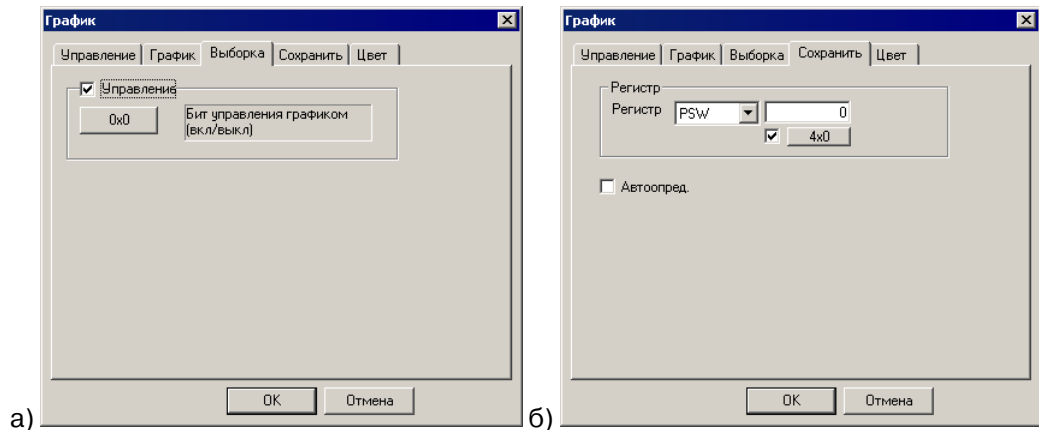 График
Управление График Выборка Сохранить Цвет
Управление
0x0
Бит управления графиком
(вкл/выкл)
OK Отмена
а)
График
Управление График Выборка Сохранить Цвет
Регистр
Регистр PSW 0
4x0
Автоопред.
OK Отмена
б)